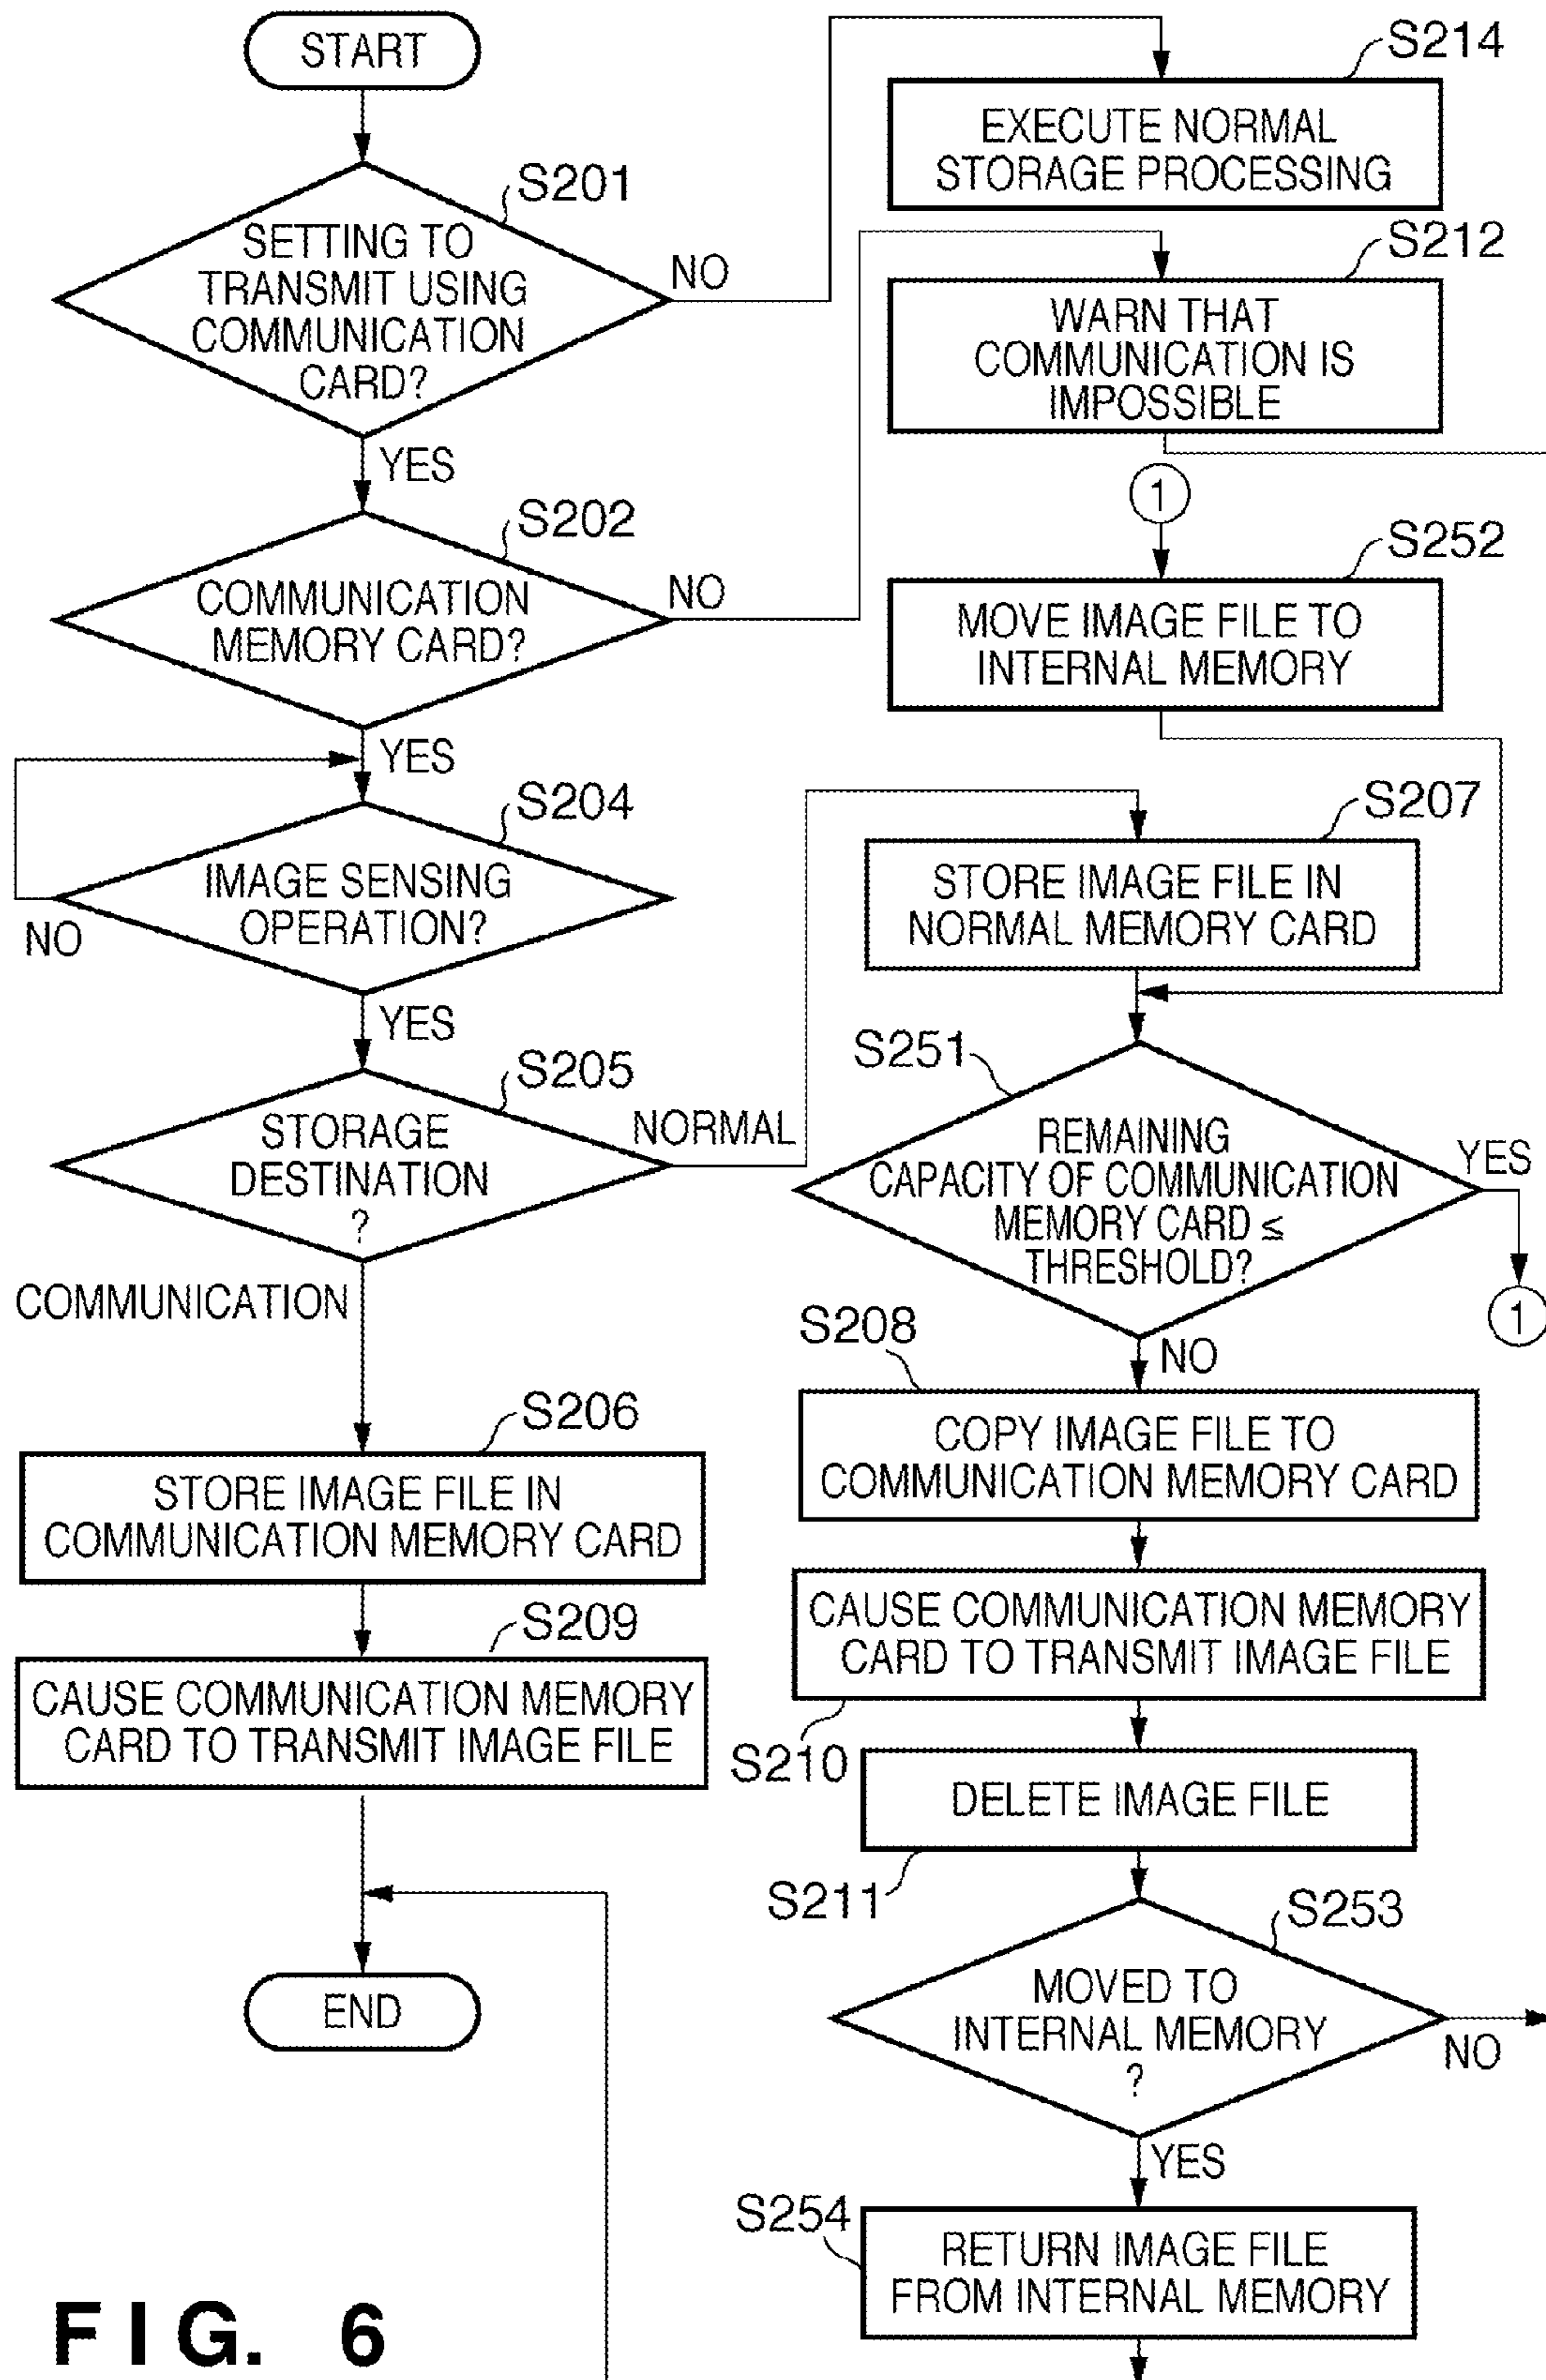 START
S201
SETTING TO
TRANSMIT USING
COMMUNICATION
CARD?
NO
YES
S202
COMMUNICATION
MEMORY CARD?
NO
YES
S204
IMAGE SENSING
OPERATION?
NO
YES
S205
STORAGE
DESTINATION
?
NORMAL
COMMUNICATION
S206
STORE IMAGE FILE IN
COMMUNICATION MEMORY CARD
S209
CAUSE COMMUNICATION MEMORY
CARD TO TRANSMIT IMAGE FILE
END
S214
EXECUTE NORMAL
STORAGE PROCESSING
S212
WARN THAT
COMMUNICATION IS
IMPOSSIBLE
1
S252
MOVE IMAGE FILE TO
INTERNAL MEMORY
S207
STORE IMAGE FILE IN
NORMAL MEMORY CARD
S251
REMAINING
CAPACITY OF COMMUNICATION
MEMORY CARD ≦
THRESHOLD?
YES
1
NO
S208
COPY IMAGE FILE TO
COMMUNICATION MEMORY CARD
CAUSE COMMUNICATION MEMORY
CARD TO TRANSMIT IMAGE FILE
S210
DELETE IMAGE FILE
S211
S253
MOVED TO
INTERNAL MEMORY
?
NO
YES
S254
RETURN IMAGE FILE
FROM INTERNAL MEMORY
FIG. 6